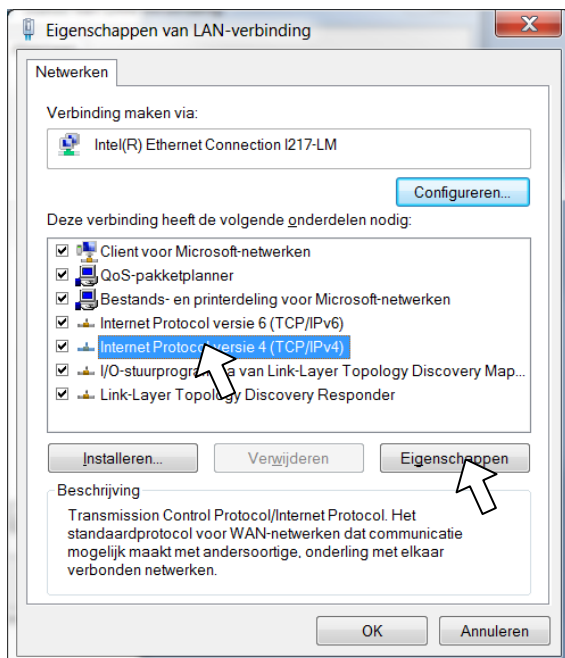 Eigenschappen van LAN-verbinding
X
Netwerken
Verbinding maken via:
Intel(R) Ethernet Connection I217-LM
Configureren...
Deze verbinding heeft de volgende onderdelen nodig:
Client voor Microsoft-netwerken
QoS-pakketplanner
Bestands- en printerdeling voor Microsoft-netwerken
Internet Protocol versie 6 (TCP/IPv6)
Internet Protocol versie 4 (TCP/IPv4)
I/O-stuurprogramma van Link-Layer Topology Discovery Map...
Link-Layer Topology Discovery Responder
Installeren... Verwijderen Eigenschappen
Beschrijving
Transmission Control Protocol/Internet Protocol. Het
standaardprotocol voor WAN-netwerken dat communicatie
mogelijk maakt met andersoortige, onderling met elkaar
verbonden netwerken.
OK Annuleren